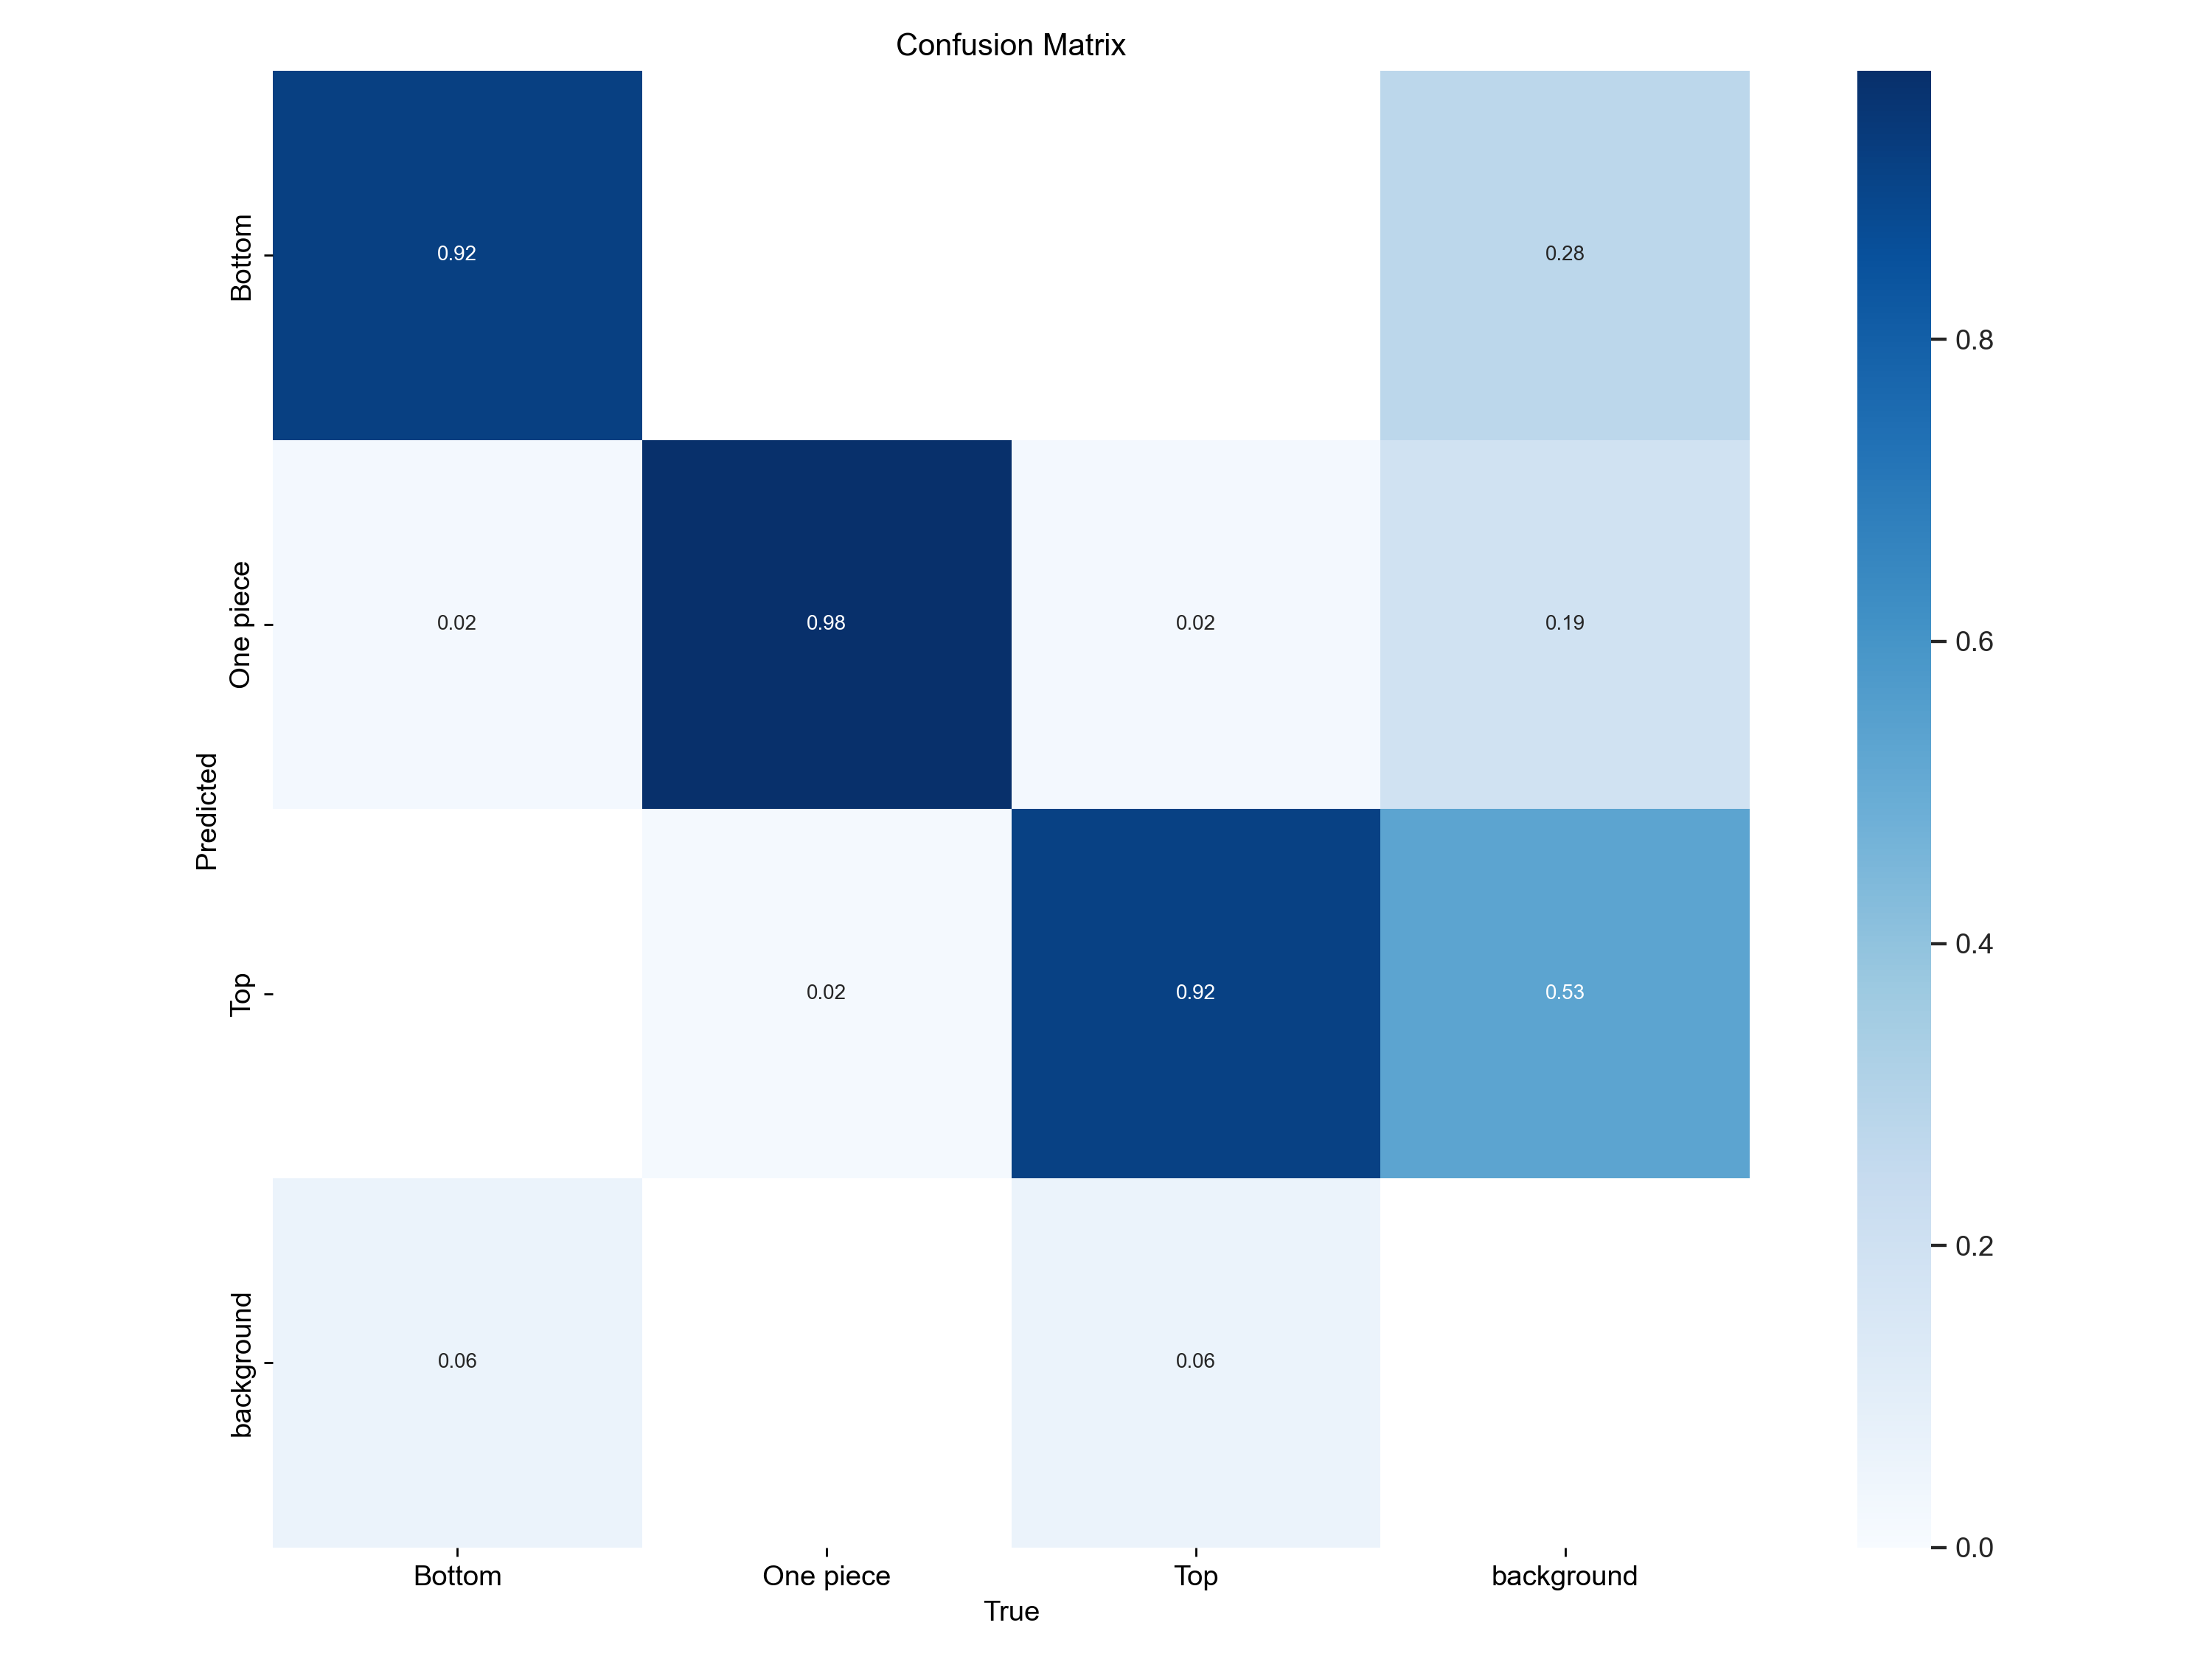 Confusion Matrix
Bottom
0.92
0.28
One piece
0.02
0.98
0.02
0.19
Predicted
Top
0.02
0.92
0.53
background
0.06
0.06
Bottom
One piece
Top
background
True
0.8
0.6
0.4
0.2
0.0